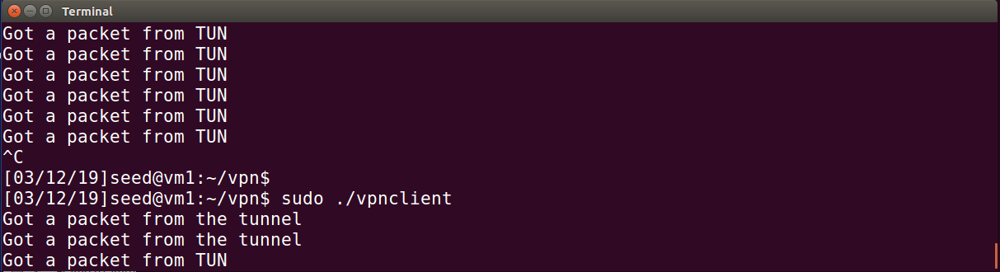 Terminal
Got a packet from TUN
Got a packet from TUN
Got a packet from TUN
Got a packet from TUN
Got a packet from TUN
Got a packet from TUN
^C
[03/12/19]seed@vm1:~/vpn$
[03/12/19]seed@vm1:~/vpn$ sudo ./vpnclient
Got a packet from the tunnel
Got a packet from the tunnel
Got a packet from TUN